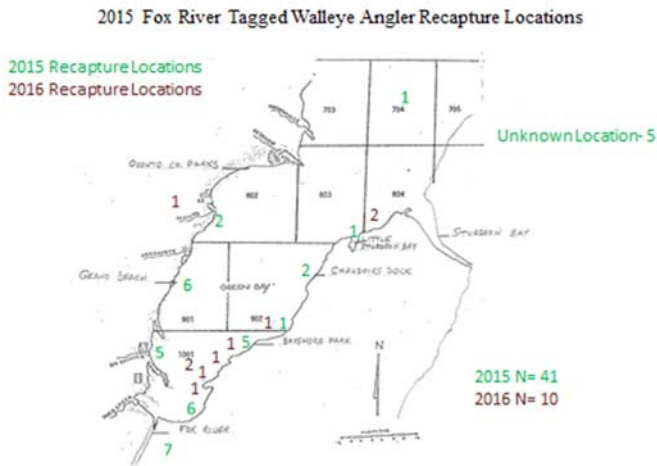 2015 Fox River Tagged Walleye Angler Recapture Locations
2015 Recapture Locations
2016 Recapture Locations
703
704
705
1
Unknown Location- 5
OCONTO CO. PARKS
802
803
804
1
2
2
1
LITTLE
STURGEON BAY
STURGEON BAY
GRAND BEACH
6
GREEN BAY
2
CHAUDOIRS DOCK
901
902
1
1
BAYSHORE PARK
5
1001
1
5
1
2
1
1
6
N
2015 N= 41
2016 N= 10
FOX RIVER
7